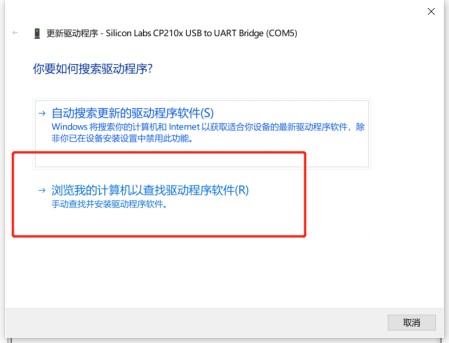 更新驱动程序 - Silicon Labs CP210x USB to UART Bridge (COM5)
你要如何搜索驱动程序?
→ 自动搜索更新的驱动程序软件(S)
Windows 将搜索你的计算机和 Internet 以获取适合你设备的最新驱动程序软件，除
非你已在设备安装设置中禁用此功能。
→ 浏览我的计算机以查找驱动程序软件(R)
手动查找并安装驱动程序软件。
取消